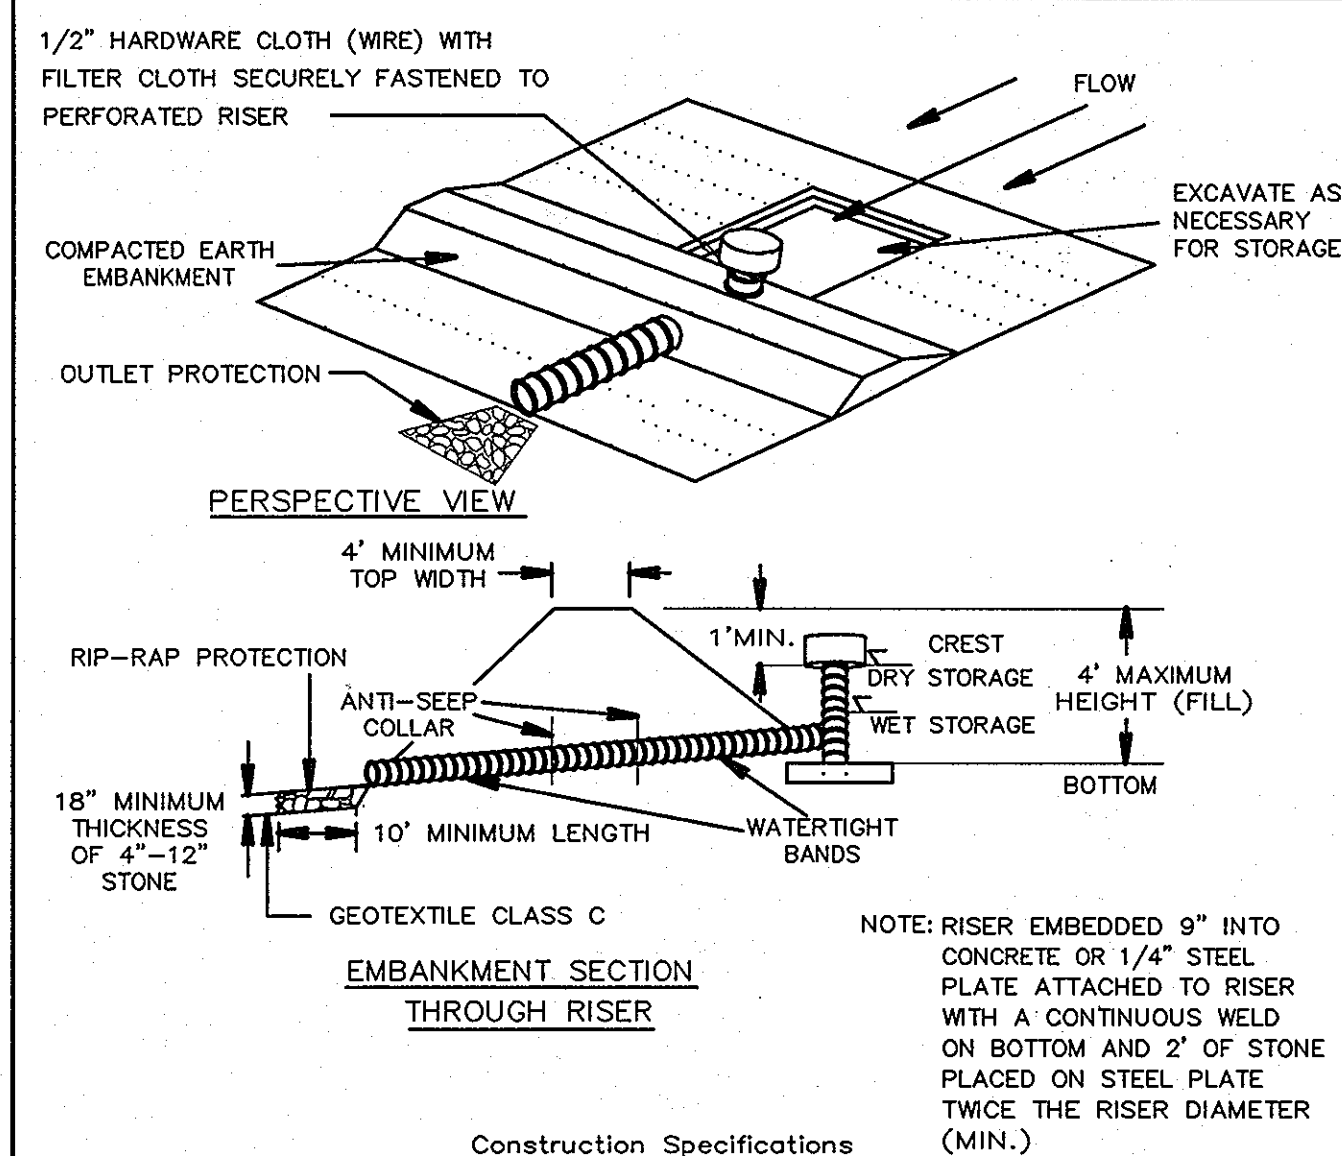 1/2" HARDWARE CLOTH (WIRE) WITH
FILTER CLOTH SECURELY FASTENED TO
PERFORATED RISER
FLOW
EXCAVATE AS
NECESSARY
FOR STORAGE
COMPACTED EARTH
EMBANKMENT
OUTLET PROTECTION
PERSPECTIVE VIEW
4' MINIMUM
TOP WIDTH
1'MIN.
CREST
DRY STORAGE
WET STORAGE
4' MAXIMUM
HEIGHT (FILL)
RIP-RAP PROTECTION
ANTI-SEEP
COLLAR
BOTTOM
18" MINIMUM
THICKNESS
OF 4"-12"
STONE
10' MINIMUM LENGTH
WATERTIGHT
BANDS
GEOTEXTILE CLASS C
EMBANKMENT SECTION
THROUGH RISER
NOTE: RISER EMBEDDED 9" INTO
CONCRETE OR 1/4" STEEL
PLATE ATTACHED TO RISER
WITH A CONTINUOUS WELD
ON BOTTOM AND 2' OF STONE
PLACED ON STEEL PLATE
TWICE THE RISER DIAMETER
(MIN.)
Construction Specifications